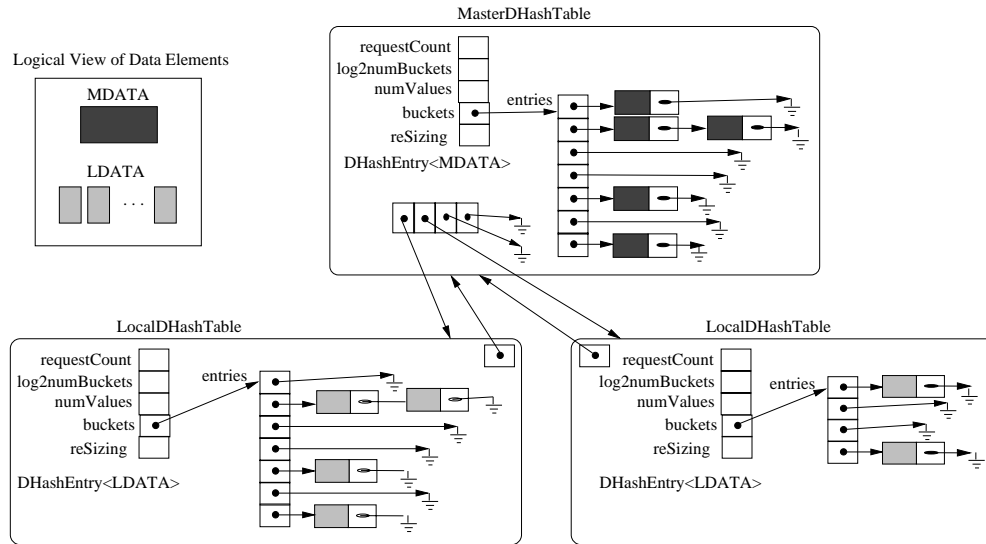 MasterDHashTable
requestCount
log2numBuckets
numValues
buckets
reSizing
entries
DHashEntry<MDATA>
Logical View of Data Elements
MDATA
LDATA
. . .
LocalDHashTable
requestCount
log2numBuckets
numValues
buckets
reSizing
entries
DHashEntry<LDATA>
LocalDHashTable
requestCount
log2numBuckets
numValues
buckets
reSizing
entries
DHashEntry<LDATA>